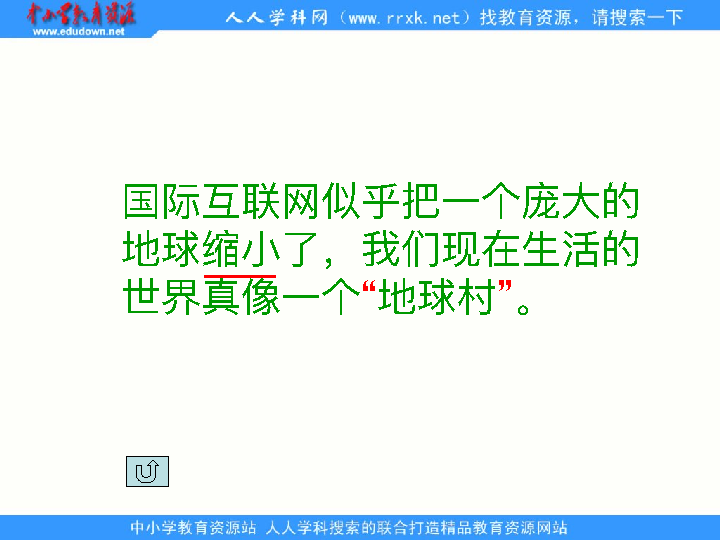 中小学教育资源
www.edudown.net
人人学科网（www.rrxk.net）找教育资源，请搜索一下
国际互联网似乎把一个庞大的
地球缩小了，我们现在生活的
世界真像一个“地球村”。
中小学教育资源站 人人学科搜索的联合打造精品教育资源网站